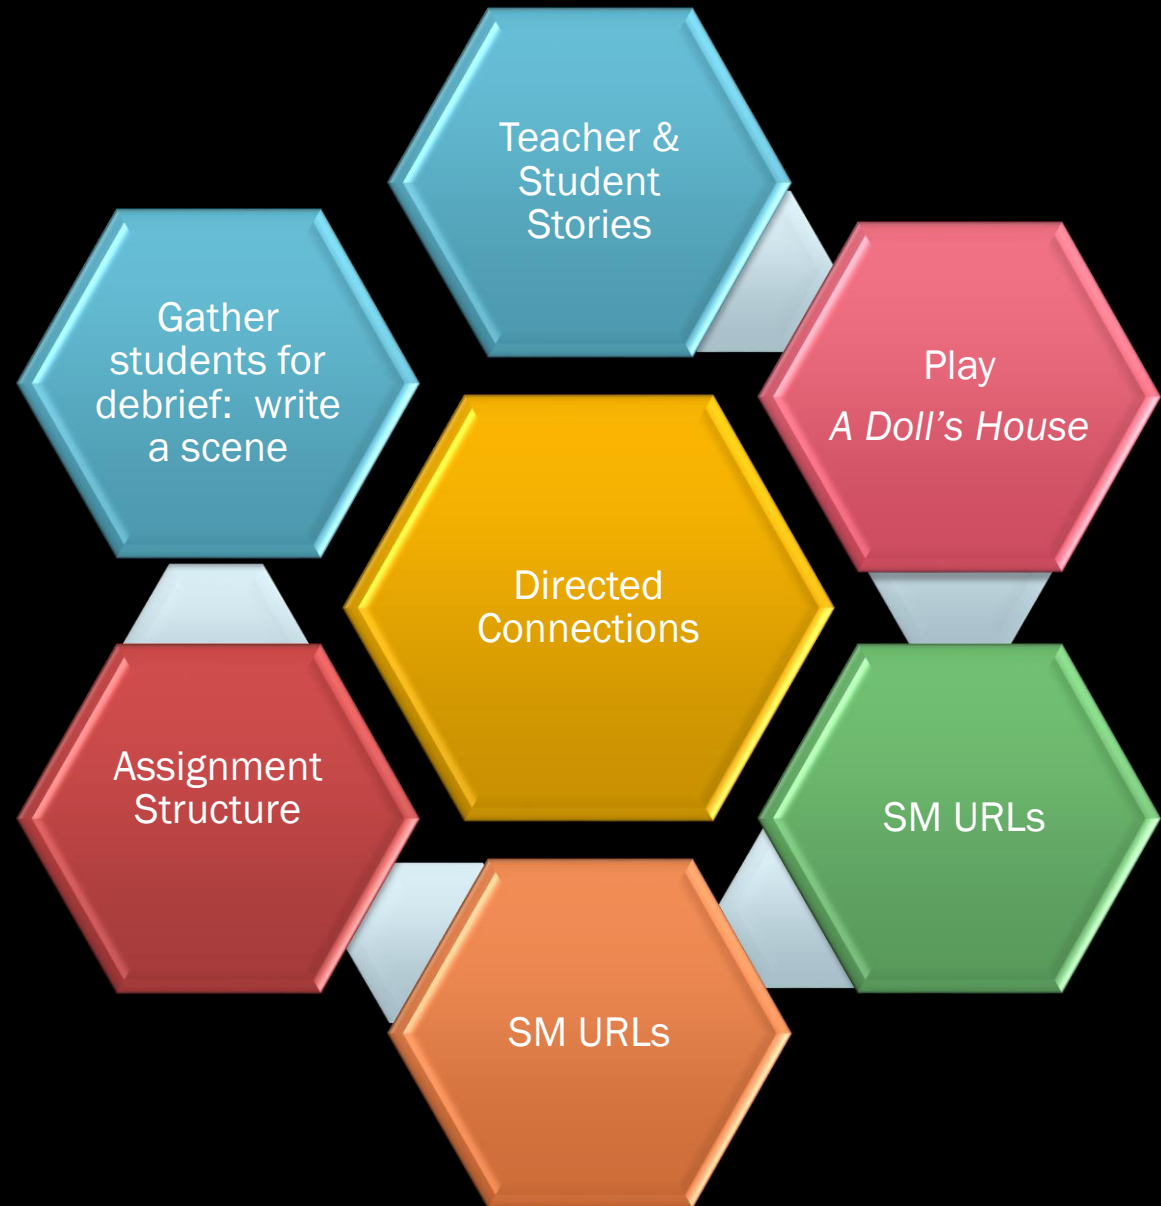 Teacher &
Student
Stories
Play
A Doll’s House
SM URLs
SM URLs
Assignment
Structure
Gather
students for
debrief:  write
a scene
Directed
Connections